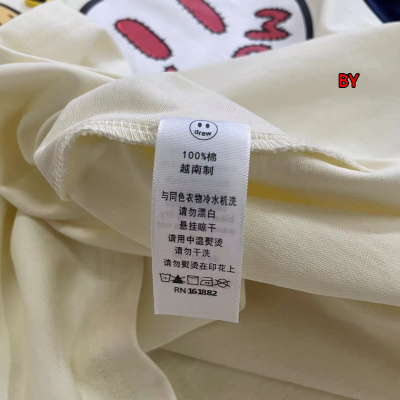 BY
drew
100%棉
越南制
与同色衣物冷水机洗
请勿漂白
悬挂晾干
请用中温熨烫
请勿干洗
请勿熨烫在印花上
RN 161882